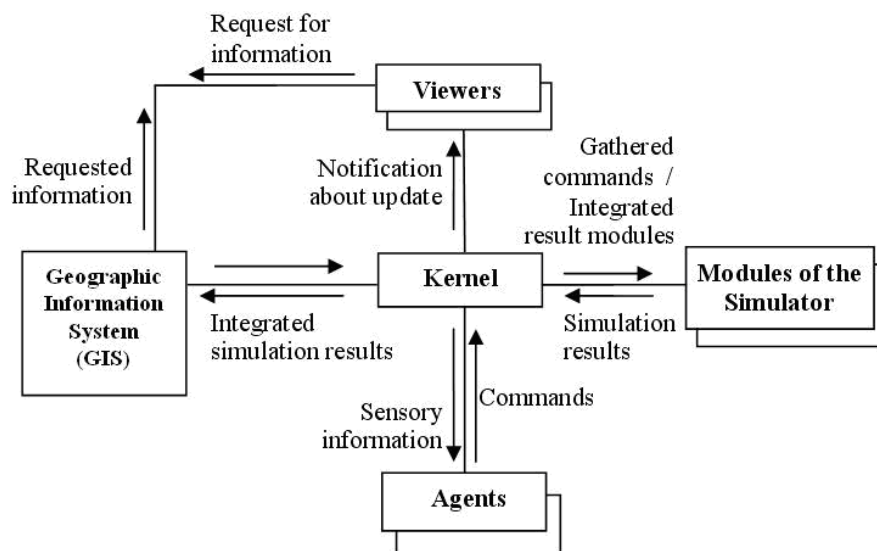 Request for
information
Viewers
Requested
information
Notification
about update
Gathered
commands /
Integrated
result modules
Geographic
Information
System
(GIS)
Kernel
Modules of the
Simulator
Integrated
simulation results
Simulation
results
Sensory
information
Commands
Agents